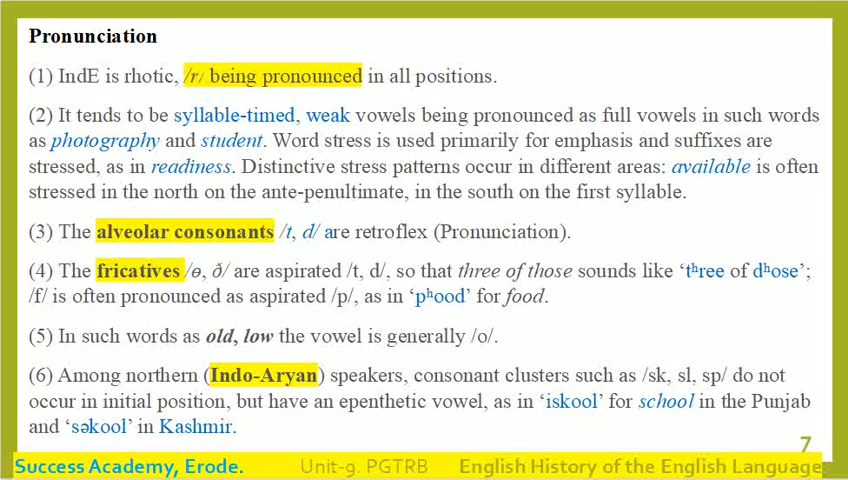 Pronunciation
(1) IndE is rhotic, /r/ being pronounced in all positions.
(2) It tends to be syllable-timed, weak vowels being pronounced as full vowels in such words
as photography and student. Word stress is used primarily for emphasis and suffixes are
stressed, as in readiness. Distinctive stress patterns occur in different areas: available is often
stressed in the north on the ante-penultimate, in the south on the first syllable.
(3) The alveolar consonants /t, d/ are retroflex (Pronunciation).
(4) The fricatives /ɵ, ð/ are aspirated /t, d/, so that three of those sounds like ‘tʰree of dʰose’;
/f/ is often pronounced as aspirated /p/, as in ‘pʰood’ for food.
(5) In such words as old, low the vowel is generally /o/.
(6) Among northern (Indo-Aryan) speakers, consonant clusters such as /sk, sl, sp/ do not
occur in initial position, but have an epenthetic vowel, as in ‘iskool’ for school in the Punjab
and ‘səkool’ in Kashmir.
7
Success Academy, Erode. Unit-9. PGTRB English History of the English Language.